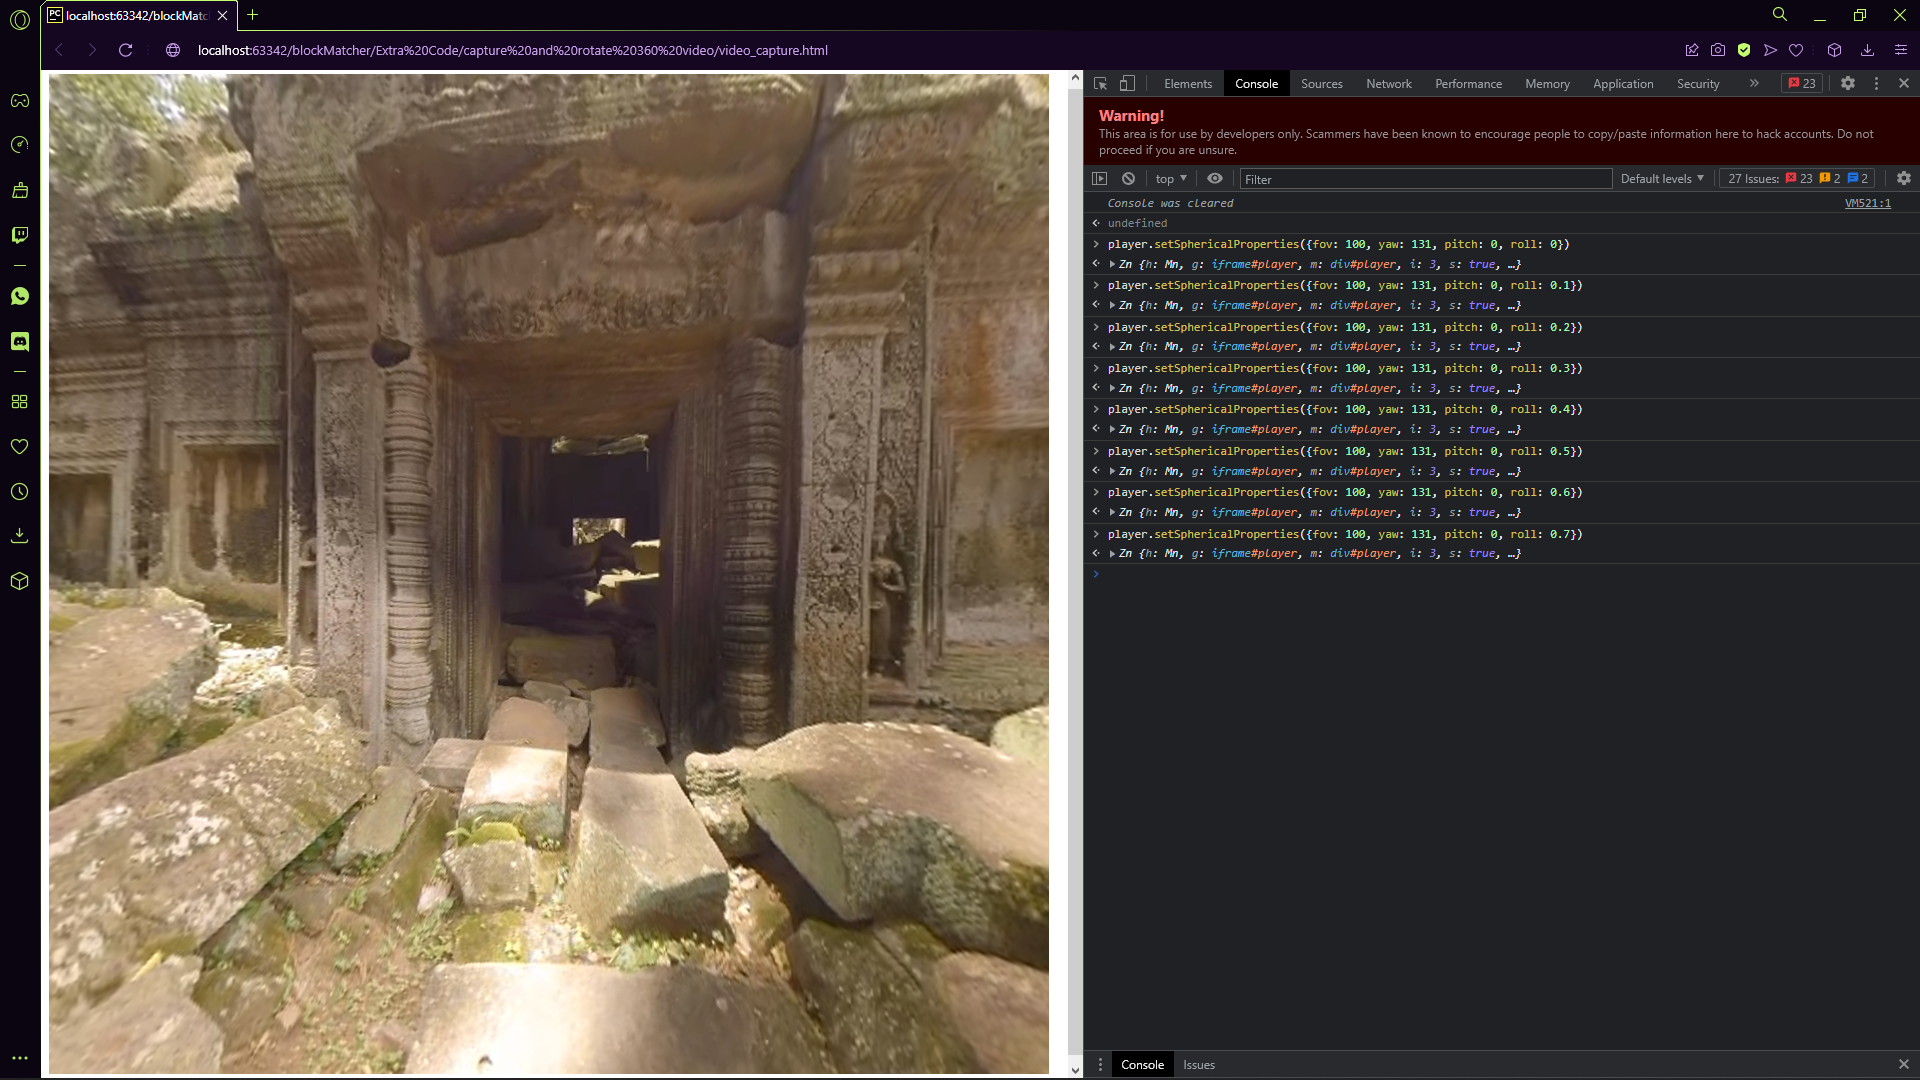 PC
localhost:63342/blockMatc
localhost:63342/blockMatcher/Extra%20Code/capture%20and%20rotate%20360%20video/video_capture.html
Elements Console Sources Network Performance Memory Application Security 23
Warning!
This area is for use by developers only. Scammers have been known to encourage people to copy/paste information here to hack accounts. Do not
proceed if you are unsure.
top Filter Default levels 27 Issues: 23 2 2
Console was cleared VM521:1
undefined
player.setSphericalProperties({fov: 100, yaw: 131, pitch: 0, roll: 0})
Zn {h: Mn, g: iframe#player, m: div#player, i: 3, s: true, …}
player.setSphericalProperties({fov: 100, yaw: 131, pitch: 0, roll: 0.1})
Zn {h: Mn, g: iframe#player, m: div#player, i: 3, s: true, …}
player.setSphericalProperties({fov: 100, yaw: 131, pitch: 0, roll: 0.2})
Zn {h: Mn, g: iframe#player, m: div#player, i: 3, s: true, …}
player.setSphericalProperties({fov: 100, yaw: 131, pitch: 0, roll: 0.3})
Zn {h: Mn, g: iframe#player, m: div#player, i: 3, s: true, …}
player.setSphericalProperties({fov: 100, yaw: 131, pitch: 0, roll: 0.4})
Zn {h: Mn, g: iframe#player, m: div#player, i: 3, s: true, …}
player.setSphericalProperties({fov: 100, yaw: 131, pitch: 0, roll: 0.5})
Zn {h: Mn, g: iframe#player, m: div#player, i: 3, s: true, …}
player.setSphericalProperties({fov: 100, yaw: 131, pitch: 0, roll: 0.6})
Zn {h: Mn, g: iframe#player, m: div#player, i: 3, s: true, …}
player.setSphericalProperties({fov: 100, yaw: 131, pitch: 0, roll: 0.7})
Zn {h: Mn, g: iframe#player, m: div#player, i: 3, s: true, …}
Console Issues